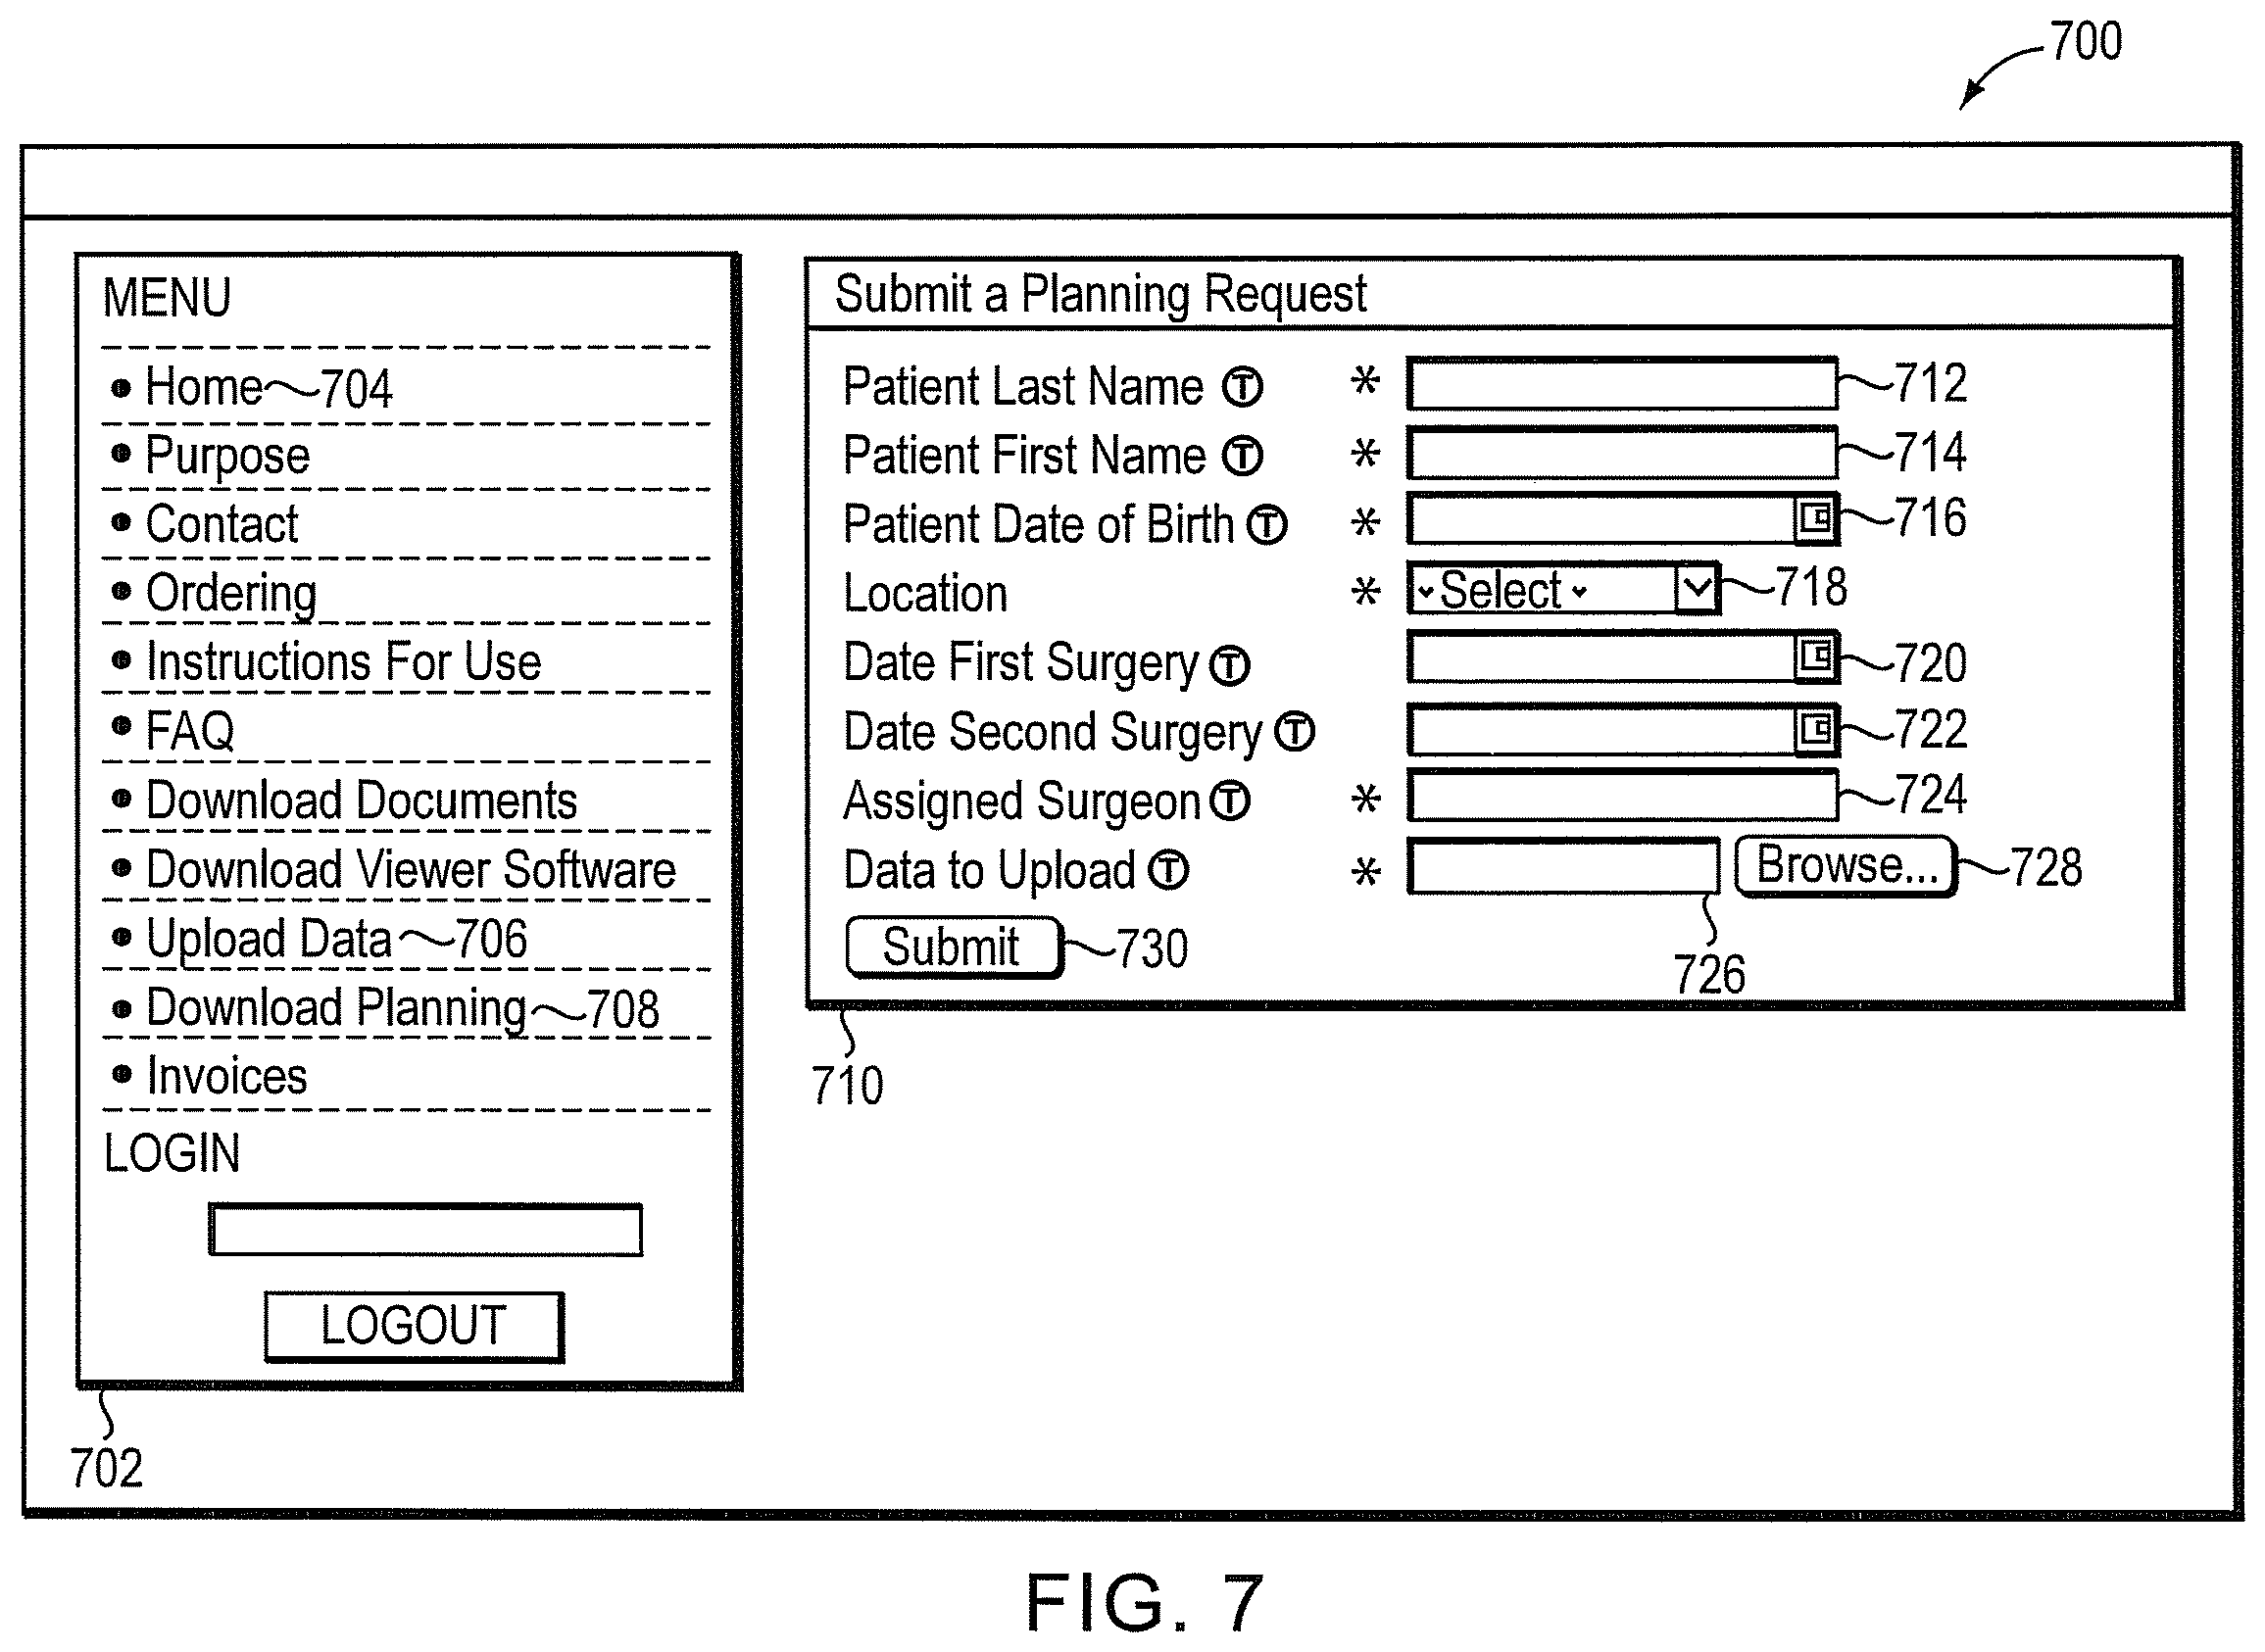 700
MENU
• Home 704
• Purpose
• Contact
• Ordering
• Instructions For Use
• FAQ
• Download Documents
• Download Viewer Software
• Upload Data 706
• Download Planning 708
• Invoices
LOGIN
LOGOUT
702
Submit a Planning Request
Patient Last Name Ⓣ * 712
Patient First Name Ⓣ * 714
Patient Date of Birth Ⓣ * 716
Location * Select 718
Date First Surgery Ⓣ 720
Date Second Surgery Ⓣ 722
Assigned Surgeon Ⓣ * 724
Data to Upload Ⓣ * Browse... 728
Submit 730
726
710
FIG. 7